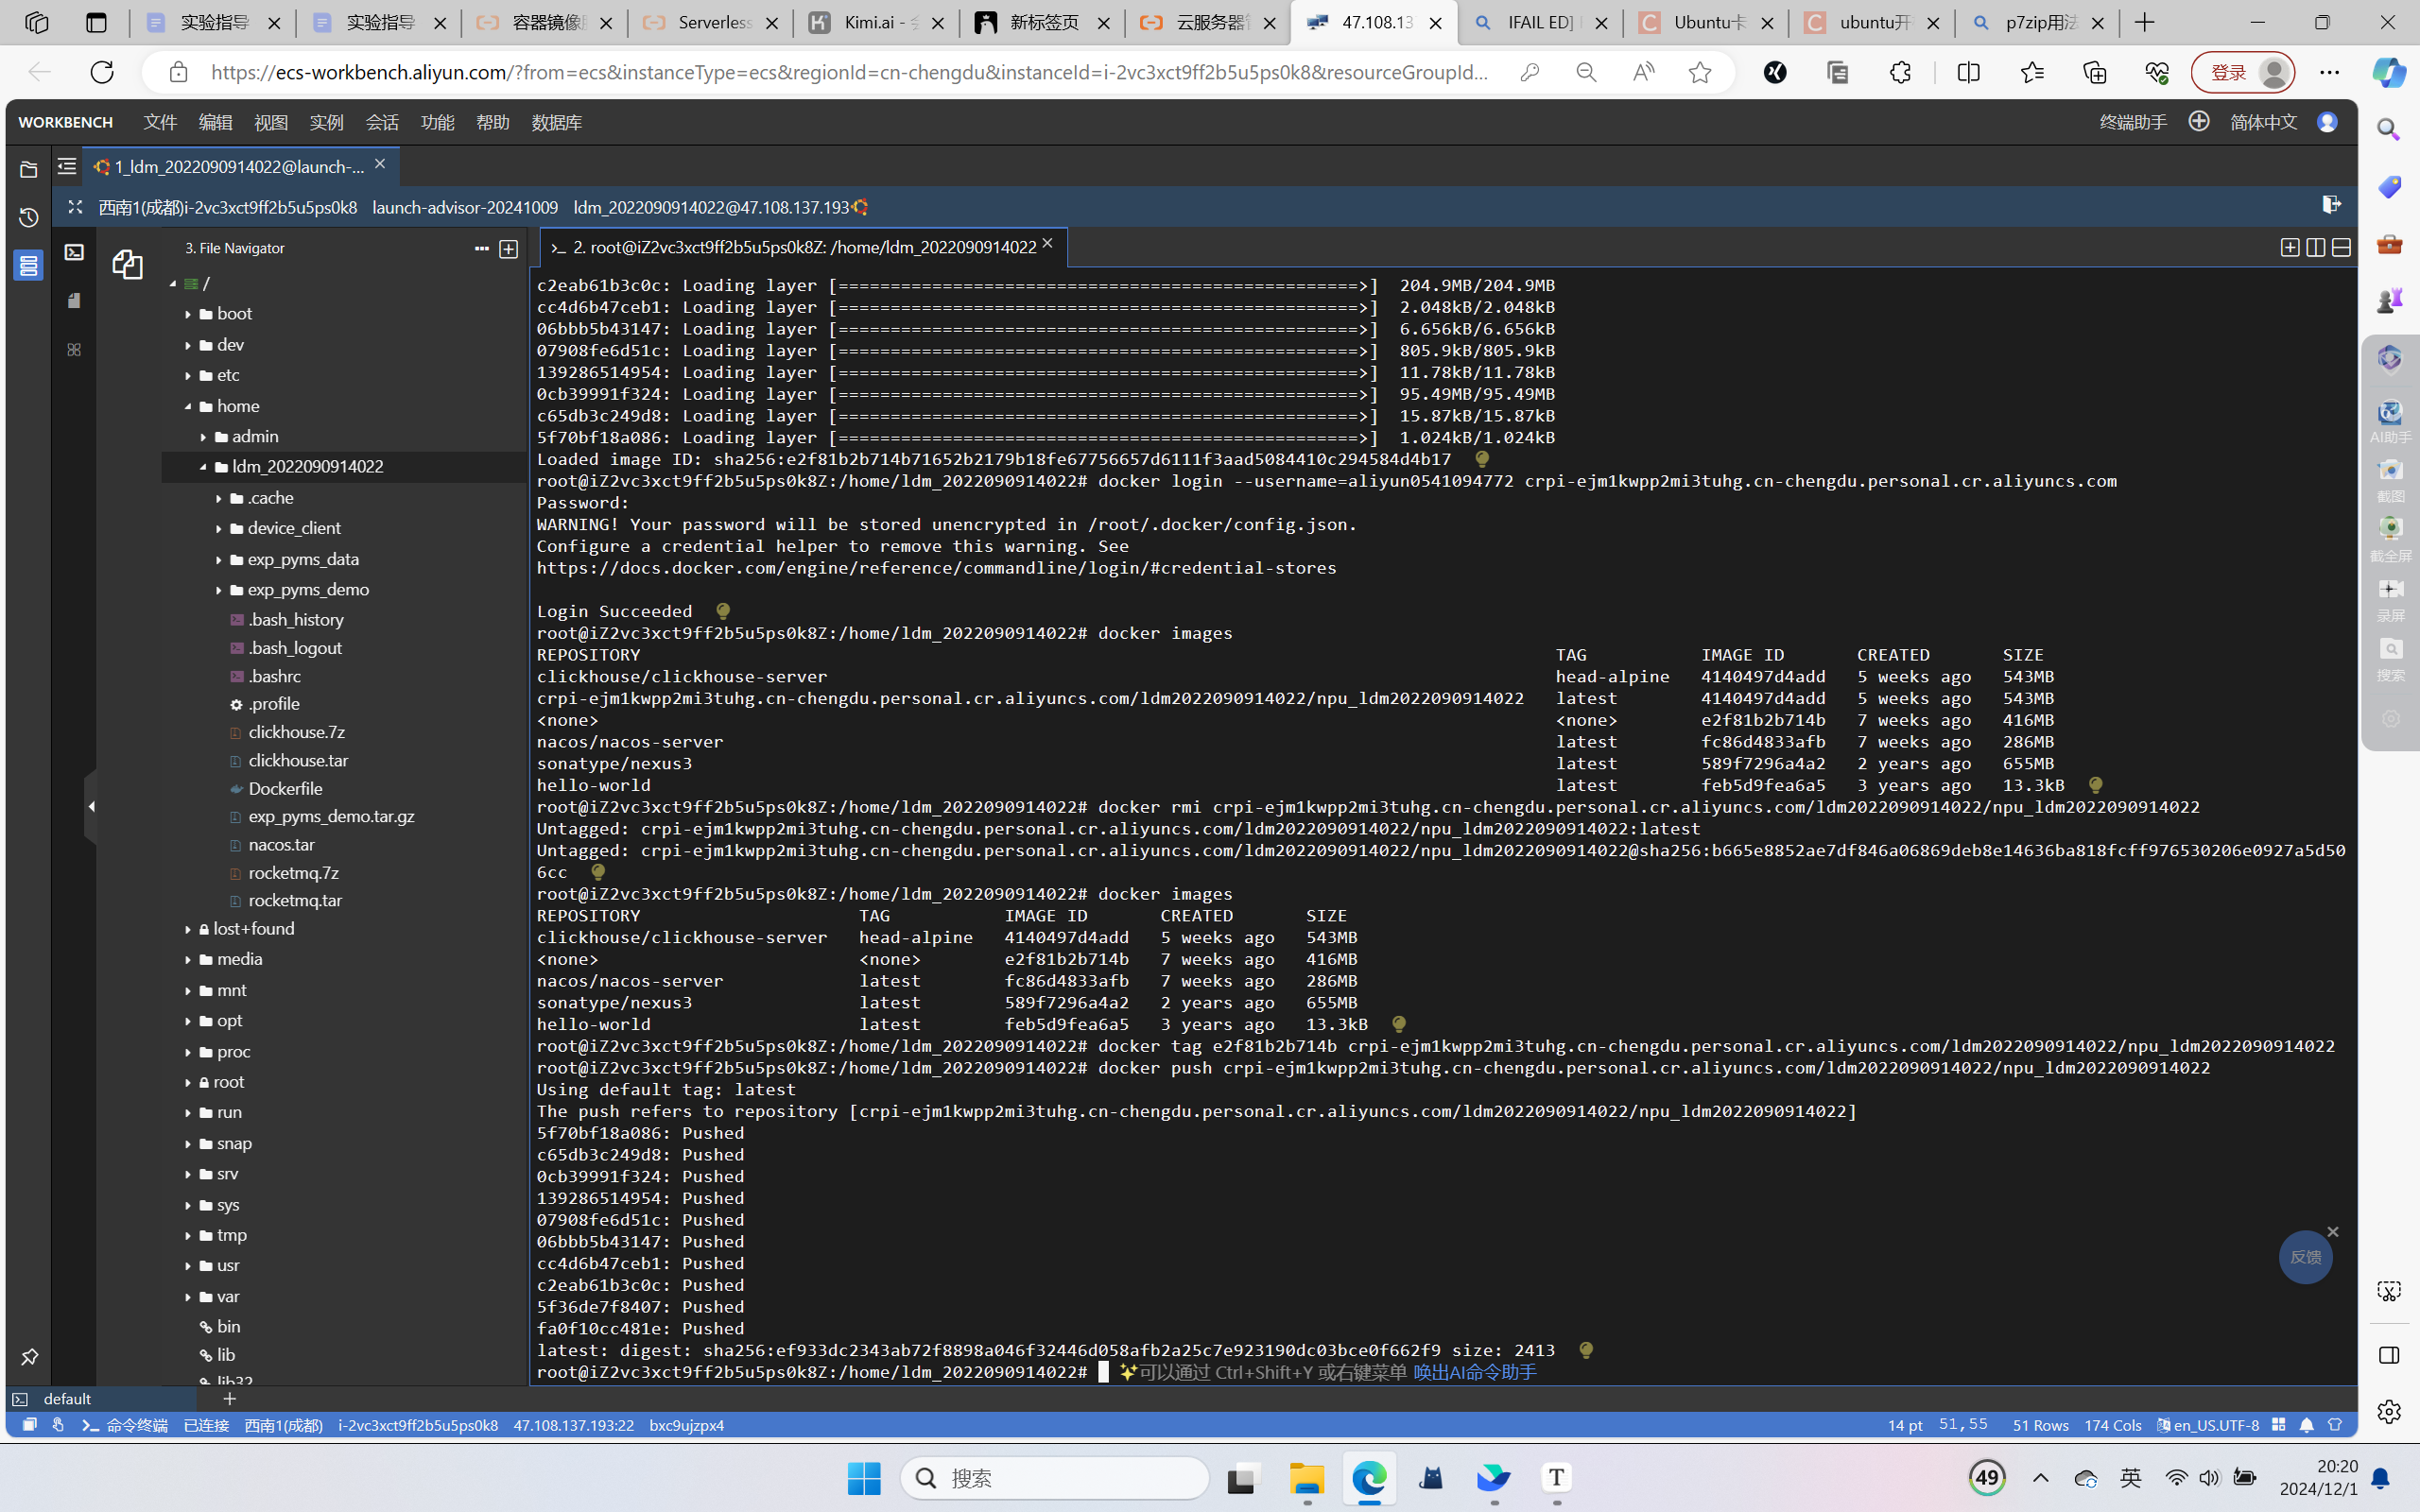 实验指导
实验指导
容器镜像
Serverless
Kimi.ai -
新标签页
云服务器
47.108.13
Ubuntu卡
ubuntu开
p7zip用法
https://ecs-workbench.aliyun.com/?from=ecs&instanceType=ecs&regionId=cn-chengdu&instanceId=i-2vc3xct9ff2b5u5ps0k8&resourceGroupId...
登录
WORKBENCH 文件 编辑 视图 实例 会话 功能 帮助 数据库
终端助手 简体中文
1_ldm_2022090914022@launch-...
西南1(成都)i-2vc3xct9ff2b5u5ps0k8 launch-advisor-20241009 ldm_2022090914022@47.108.137.193
3. File Navigator
/
boot
dev
etc
home
admin
ldm_2022090914022
.cache
device_client
exp_pyms_data
exp_pyms_demo
.bash_history
.bash_logout
.bashrc
.profile
clickhouse.7z
clickhouse.tar
Dockerfile
exp_pyms_demo.tar.gz
nacos.tar
rocketmq.7z
rocketmq.tar
lost+found
media
mnt
opt
proc
root
run
snap
srv
sys
tmp
usr
var
bin
lib
lib32
2. root@iZ2vc3xct9ff2b5u5ps0k8Z: /home/ldm_2022090914022
c2eab61b3c0c: Loading layer [==================================================>]  204.9MB/204.9MB
cc4d6b47ceb1: Loading layer [==================================================>]  2.048kB/2.048kB
06bbb5b43147: Loading layer [==================================================>]  6.656kB/6.656kB
07908fe6d51c: Loading layer [==================================================>]  805.9kB/805.9kB
139286514954: Loading layer [==================================================>]  11.78kB/11.78kB
0cb39991f324: Loading layer [==================================================>]  95.49MB/95.49MB
c65db3c249d8: Loading layer [==================================================>]  15.87kB/15.87kB
5f70bf18a086: Loading layer [==================================================>]  1.024kB/1.024kB
Loaded image ID: sha256:e2f81b2b714b71652b2179b18fe67756657d6111f3aad5084410c294584d4b17
root@iZ2vc3xct9ff2b5u5ps0k8Z:/home/ldm_2022090914022# docker login --username=aliyun0541094772 crpi-ejm1kwpp2mi3tuhg.cn-chengdu.personal.cr.aliyuncs.com
Password:
WARNING! Your password will be stored unencrypted in /root/.docker/config.json.
Configure a credential helper to remove this warning. See
https://docs.docker.com/engine/reference/commandline/login/#credential-stores
Login Succeeded
root@iZ2vc3xct9ff2b5u5ps0k8Z:/home/ldm_2022090914022# docker images
REPOSITORY TAG IMAGE ID CREATED SIZE
clickhouse/clickhouse-server head-alpine 4140497d4add 5 weeks ago 543MB
crpi-ejm1kwpp2mi3tuhg.cn-chengdu.personal.cr.aliyuncs.com/ldm2022090914022/npu_ldm2022090914022 latest 4140497d4add 5 weeks ago 543MB
<none> <none> e2f81b2b714b 7 weeks ago 416MB
nacos/nacos-server latest fc86d4833afb 7 weeks ago 286MB
sonatype/nexus3 latest 589f7296a4a2 2 years ago 655MB
hello-world latest feb5d9fea6a5 3 years ago 13.3kB
root@iZ2vc3xct9ff2b5u5ps0k8Z:/home/ldm_2022090914022# docker rmi crpi-ejm1kwpp2mi3tuhg.cn-chengdu.personal.cr.aliyuncs.com/ldm2022090914022/npu_ldm2022090914022
Untagged: crpi-ejm1kwpp2mi3tuhg.cn-chengdu.personal.cr.aliyuncs.com/ldm2022090914022/npu_ldm2022090914022:latest
Untagged: crpi-ejm1kwpp2mi3tuhg.cn-chengdu.personal.cr.aliyuncs.com/ldm2022090914022/npu_ldm2022090914022@sha256:b665e8852ae7df846a06869deb8e14636ba818fcff976530206e0927a5d50
6cc
root@iZ2vc3xct9ff2b5u5ps0k8Z:/home/ldm_2022090914022# docker images
REPOSITORY TAG IMAGE ID CREATED SIZE
clickhouse/clickhouse-server head-alpine 4140497d4add 5 weeks ago 543MB
<none> <none> e2f81b2b714b 7 weeks ago 416MB
nacos/nacos-server latest fc86d4833afb 7 weeks ago 286MB
sonatype/nexus3 latest 589f7296a4a2 2 years ago 655MB
hello-world latest feb5d9fea6a5 3 years ago 13.3kB
root@iZ2vc3xct9ff2b5u5ps0k8Z:/home/ldm_2022090914022# docker tag e2f81b2b714b crpi-ejm1kwpp2mi3tuhg.cn-chengdu.personal.cr.aliyuncs.com/ldm2022090914022/npu_ldm2022090914022
root@iZ2vc3xct9ff2b5u5ps0k8Z:/home/ldm_2022090914022# docker push crpi-ejm1kwpp2mi3tuhg.cn-chengdu.personal.cr.aliyuncs.com/ldm2022090914022/npu_ldm2022090914022
Using default tag: latest
The push refers to repository [crpi-ejm1kwpp2mi3tuhg.cn-chengdu.personal.cr.aliyuncs.com/ldm2022090914022/npu_ldm2022090914022]
5f70bf18a086: Pushed
c65db3c249d8: Pushed
0cb39991f324: Pushed
139286514954: Pushed
07908fe6d51c: Pushed
06bbb5b43147: Pushed
cc4d6b47ceb1: Pushed
c2eab61b3c0c: Pushed
5f36de7f8407: Pushed
fa0f10cc481e: Pushed
latest: digest: sha256:ef933dc2343ab72f8898a046f32446d058afb2a25c7e923190dc03bce0f662f9 size: 2413
root@iZ2vc3xct9ff2b5u5ps0k8Z:/home/ldm_2022090914022# 可以通过 Ctrl+Shift+Y 或右键菜单 唤出AI命令助手
反馈
AI助手
截图
截全屏
录屏
搜索
default
命令终端 已连接 西南1(成都) i-2vc3xct9ff2b5u5ps0k8 47.108.137.193:22 bxc9ujzpx4
14 pt 51,55 51 Rows 174 Cols en_US.UTF-8
搜索
T
49
英
20:20
2024/12/1